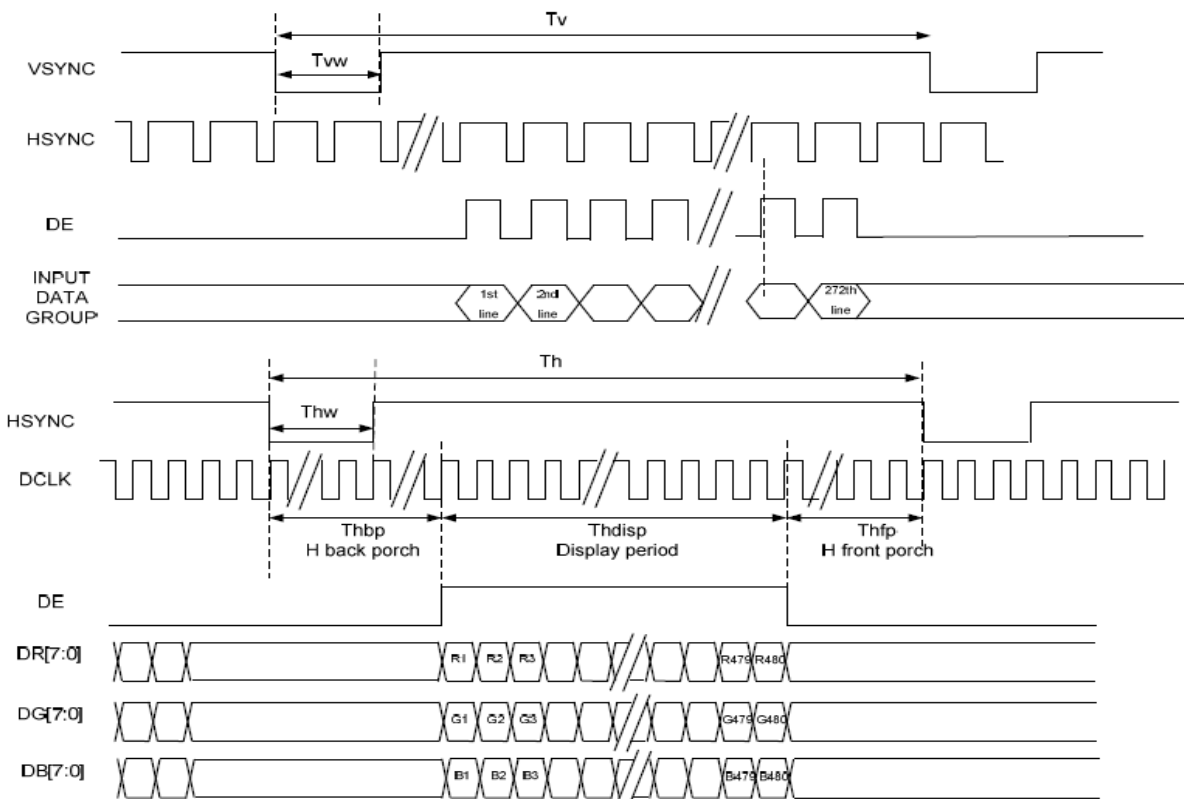 Tv
VSYNC
Tvw
HSYNC
DE
INPUT
DATA
GROUP
1st
line
2nd
line
272th
line
Th
HSYNC
Thw
DCLK
Thbp
H back porch
Thdisp
Display period
Thfp
H front porch
DE
DR[7:0]
R1 R2 R3 R479 R480
DG[7:0]
G1 G2 G3 G479 G480
DB[7:0]
B1 B2 B3 B479 B480